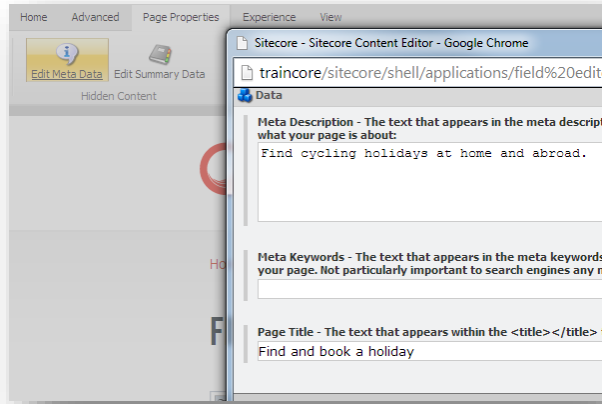 Home Advanced Page Properties Experience View
Edit Meta Data Edit Summary Data
Hidden Content
Sitecore - Sitecore Content Editor - Google Chrome
traincore/sitecore/shell/applications/field%20edit
Data
Meta Description - The text that appears in the meta descript
what your page is about:
Find cycling holidays at home and abroad.
Meta Keywords - The text that appears in the meta keywords
your page. Not particularly important to search engines any
Ho
Page Title - The text that appears within the <title></title>
F
Find and book a holiday